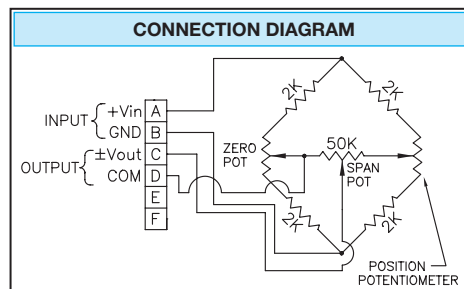 CONNECTION DIAGRAM
INPUT
+Vin
GND
OUTPUT
±Vout
COM
A
B
C
D
E
F
2K
2K
ZERO
POT
50K
SPAN
POT
2K
2K
POSITION
POTENTIOMETER